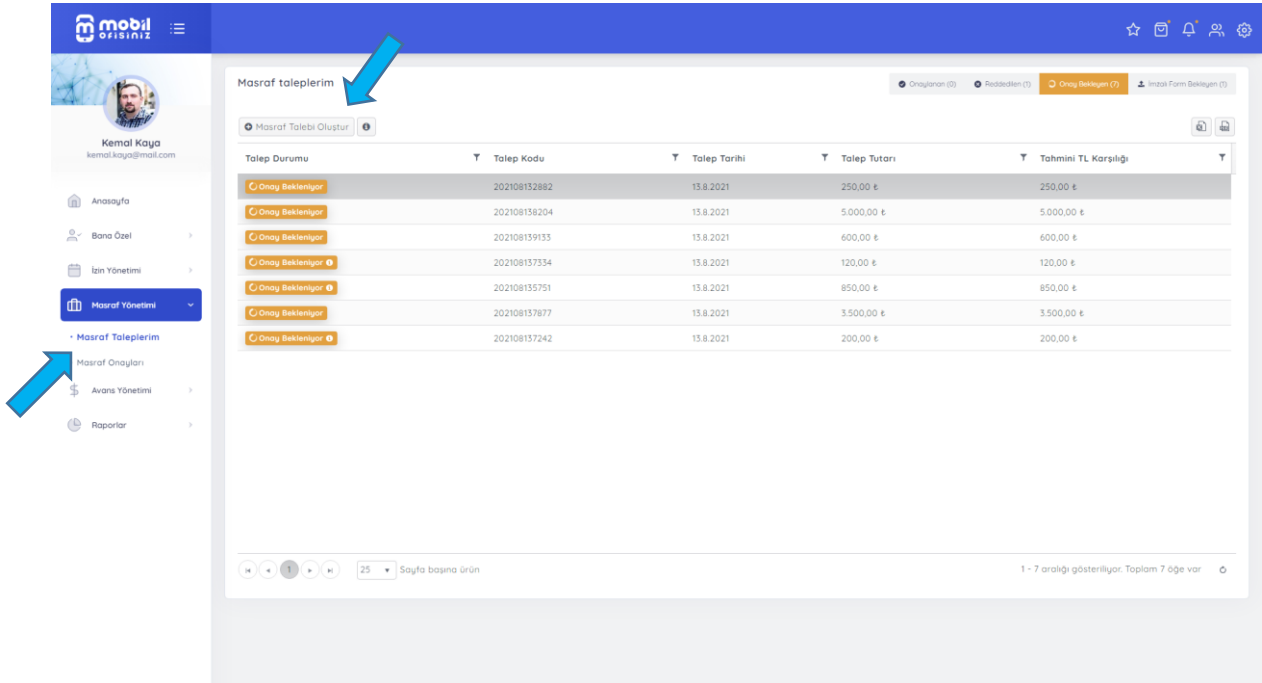 mobil
ofisiniz
Kemal Kaya
kemal.kaya@mail.com
Anasayfa
Bana Özel
İzin Yönetimi
Masraf Yönetimi
Masraf Taleplerim
Masraf Onayları
Avans Yönetimi
Raporlar
Masraf taleplerim
Onaylanan (0) Reddedilen (1) Onay Bekleyen (7) İmzalı Form Bekleyen (1)
Masraf Talebi Oluştur
Talep Durumu Talep Kodu Talep Tarihi Talep Tutarı Tahmini TL Karşılığı
Onay Bekleniyor 202108132882 13.8.2021 250,00 ₺ 250,00 ₺
Onay Bekleniyor 202108138204 13.8.2021 5.000,00 ₺ 5.000,00 ₺
Onay Bekleniyor 202108139133 13.8.2021 600,00 ₺ 600,00 ₺
Onay Bekleniyor 202108137334 13.8.2021 120,00 ₺ 120,00 ₺
Onay Bekleniyor 202108135751 13.8.2021 850,00 ₺ 850,00 ₺
Onay Bekleniyor 202108137877 13.8.2021 3.500,00 ₺ 3.500,00 ₺
Onay Bekleniyor 202108137242 13.8.2021 200,00 ₺ 200,00 ₺
1 25 Sayfa başına ürün 1 - 7 aralığı gösteriliyor. Toplam 7 öğe var